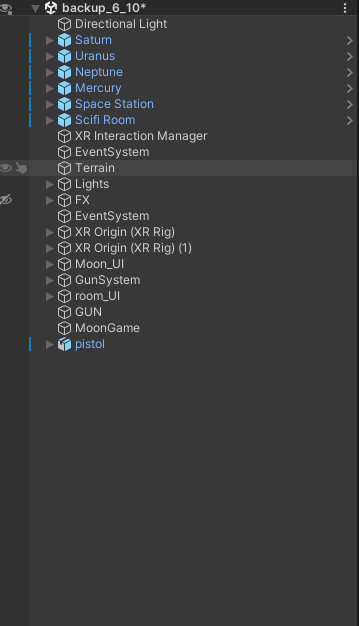 backup_6_10*
Directional Light
Saturn
Uranus
Neptune
Mercury
Space Station
Scifi Room
XR Interaction Manager
EventSystem
Terrain
Lights
FX
EventSystem
XR Origin (XR Rig)
XR Origin (XR Rig) (1)
Moon_UI
GunSystem
room_UI
GUN
MoonGame
pistol